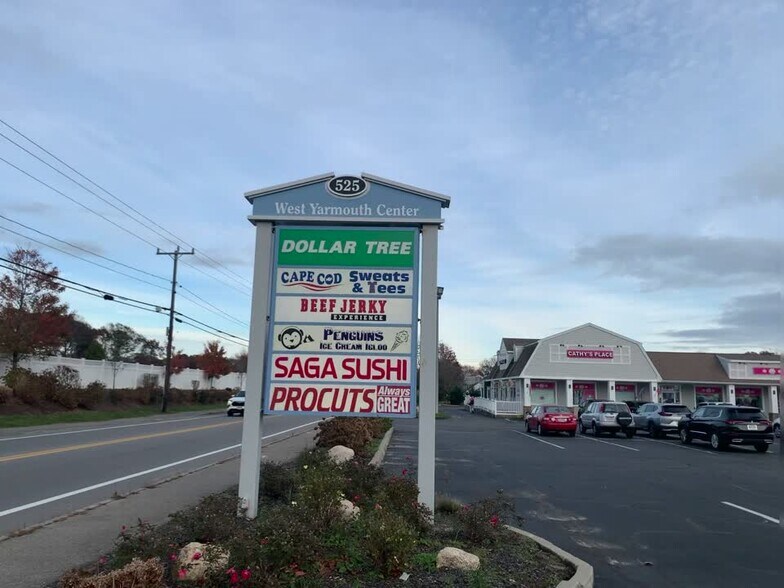 525
West Yarmouth Center
DOLLAR TREE
CAPE COD Sweats & Tees
BEEF JERKY
EXPERIENCE
PENGUINS
ICE CREAM IGLOO
SAGA SUSHI
PROCUTS Always GREAT
CATHY'S PLACE